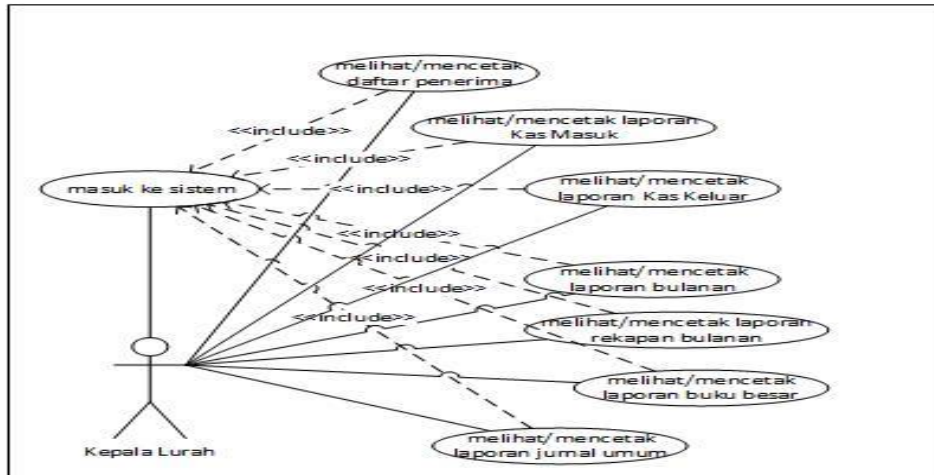 melihat/mencetak
daftar penerima
<<include>>
melihat/mencetak laporan
Kas Masuk
<<include>>
masuk ke sistem
<<include>>
melihat/mencetak
laporan Kas Keluar
<<include>>
<<include>>
melihat/mencetak
laporan bulanan
<<include>>
<<include>>
melihat/mencetak laporan
rekapan bulanan
melihat/mencetak
laporan buku besar
Kepala Lurah
melihat/mencetak
laporan jurnal umum